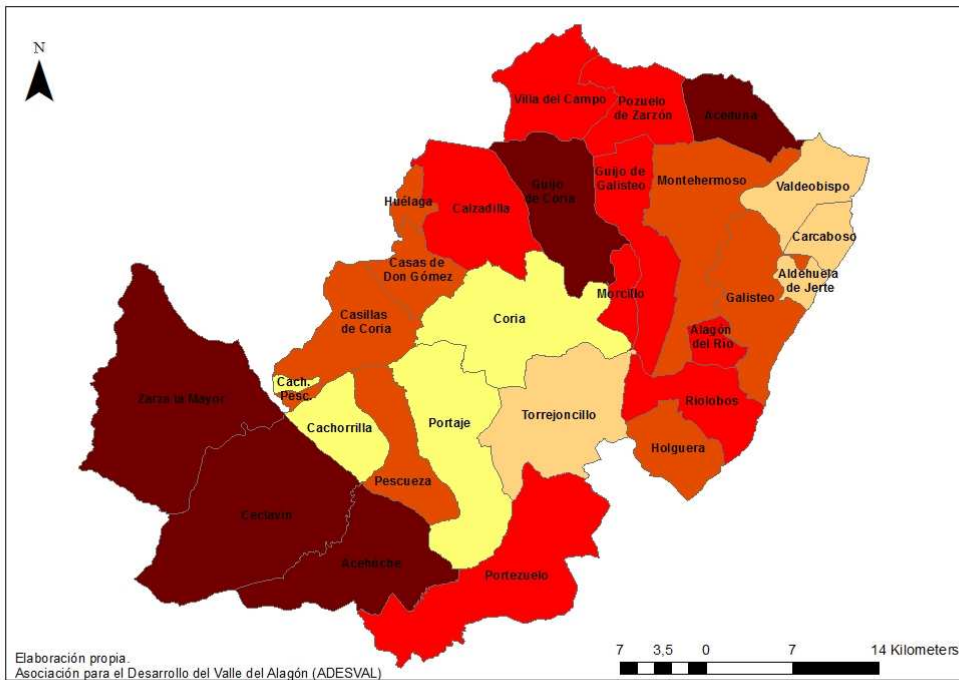 N
Villa del Campo
Pozuelo
de Zarzón
Aceituna
Guijo
de Coria
Guijo de
Galisteo
Montehermoso
Valdeobispo
Huélaga
Calzadilla
Carcaboso
Casas de
Don Gómez
Aldehuela
de Jerte
Morcillo
Galisteo
Casillas
de Coria
Coria
Alagón
del Río
Cach.
Pesc.
Zarza la Mayor
Riolobos
Cachorrilla
Portaje
Torrejoncillo
Holguera
Pescueza
Ceclavín
Acehúche
Portezuelo
7 3,5 0 7 14 Kilometers
Elaboración propia.
Asociación para el Desarrollo del Valle del Alagón (ADESVAL)